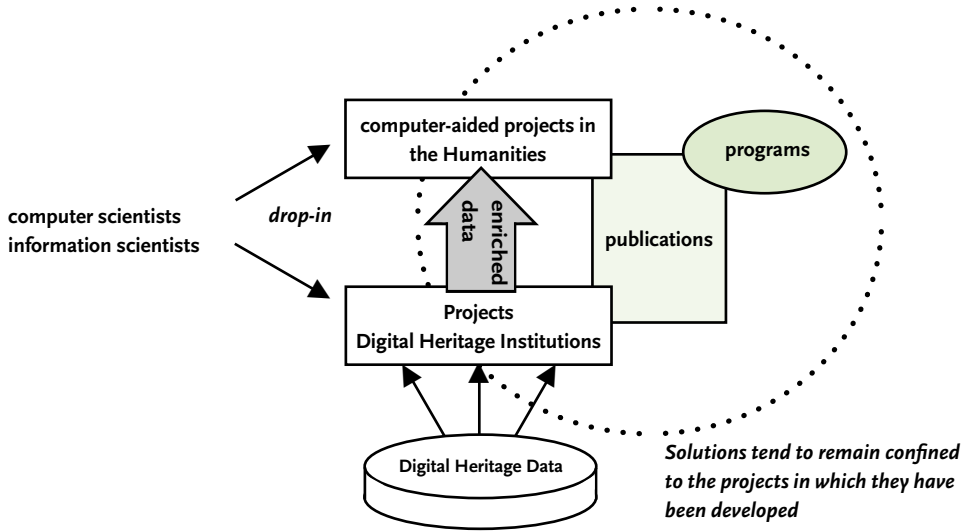 computer-aided projects in
the Humanities
programs
computer scientists
information scientists
drop-in
enriched
data
publications
Projects
Digital Heritage Institutions
Digital Heritage Data
Solutions tend to remain confined
to the projects in which they have
been developed